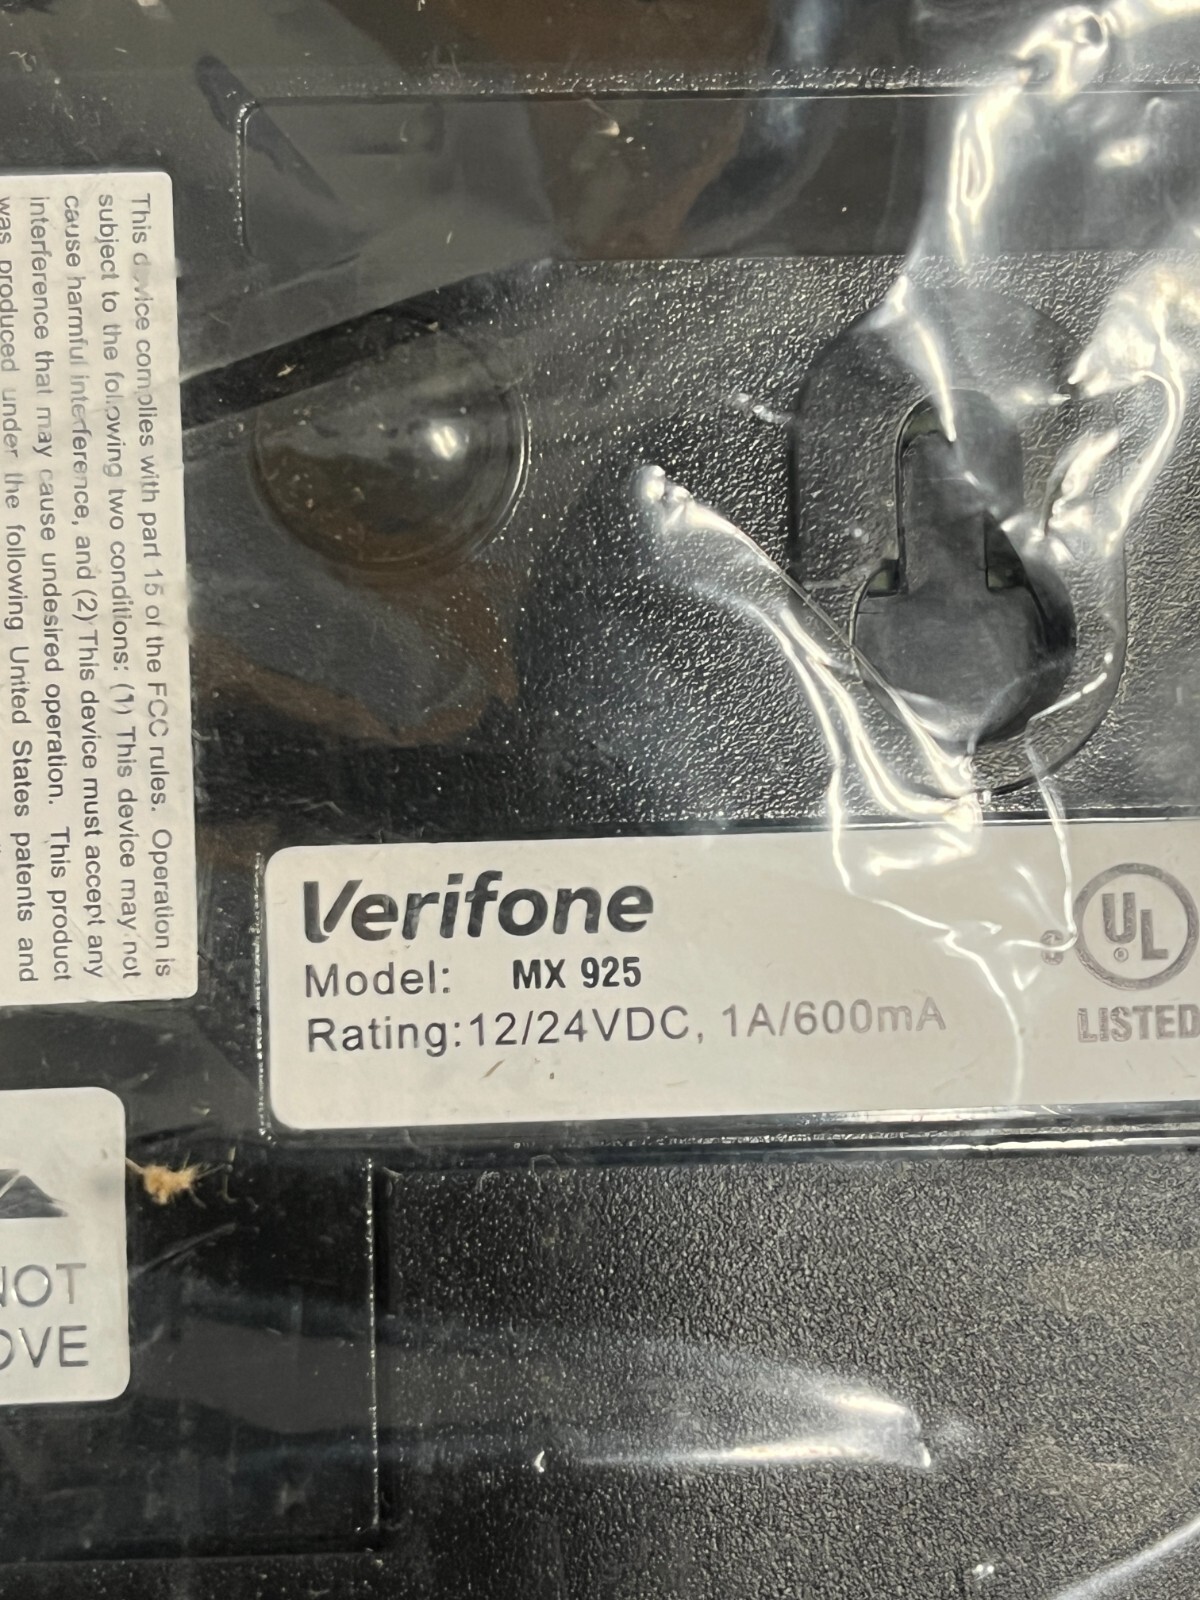 This device complies with part 15 of the FCC rules. Operation is
subject to the following two conditions: (1) This device may not
cause harmful interference, and (2) This device must accept any
interference that may cause undesired operation. This product
was produced under the following United States patents and
Verifone
Model: MX 925
Rating:12/24VDC, 1A/600mA
UL
®
LISTED
NOT
OVE